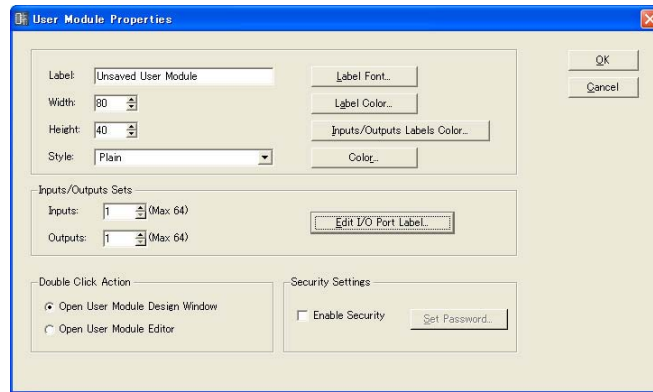 User Module Properties
Label: Unsaved User Module Label Font... OK
Width: 80 Label Color... Cancel
Height: 40 Inputs/Outputs Labels Color...
Style: Plain Color...
Inputs/Outputs Sets
Inputs: 1 (Max 64) Edit I/O Port Label...
Outputs: 1 (Max 64)
Double Click Action Security Settings
Open User Module Design Window Enable Security Set Password...
Open User Module Editor